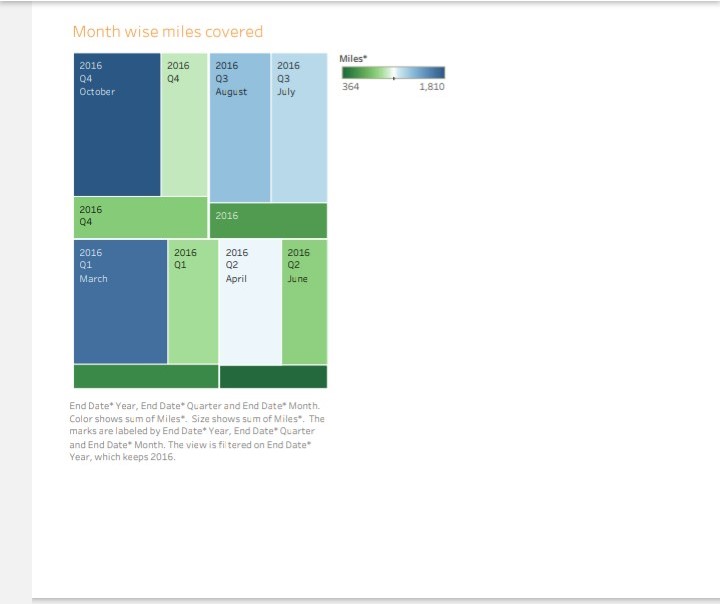 Month wise miles covered
Miles*
364 1,810
2016
Q4
October
2016
Q4
2016
Q3
August
2016
Q3
July
2016
Q4
2016
2016
Q1
March
2016
Q1
2016
Q2
April
2016
Q2
June
End Date* Year, End Date* Quarter and End Date* Month.
Color shows sum of Miles*. Size shows sum of Miles*. The
marks are labeled by End Date* Year, End Date* Quarter
and End Date* Month. The view is filtered on End Date*
Year, which keeps 2016.